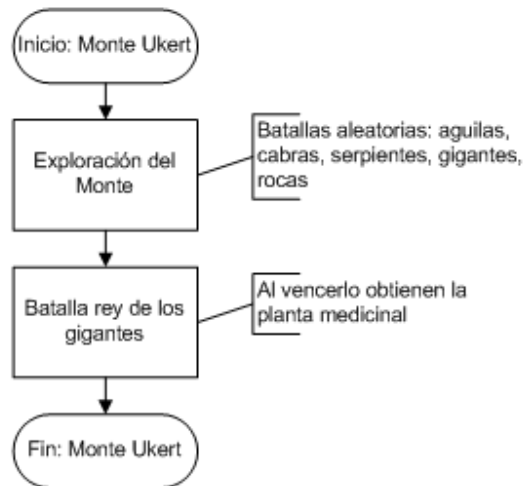 Inicio: Monte Ukert
Exploración del
Monte
Batallas aleatorias: aguilas,
cabras, serpientes, gigantes,
rocas
Batalla rey de los
gigantes
Al vencerlo obtienen la
planta medicinal
Fin: Monte Ukert